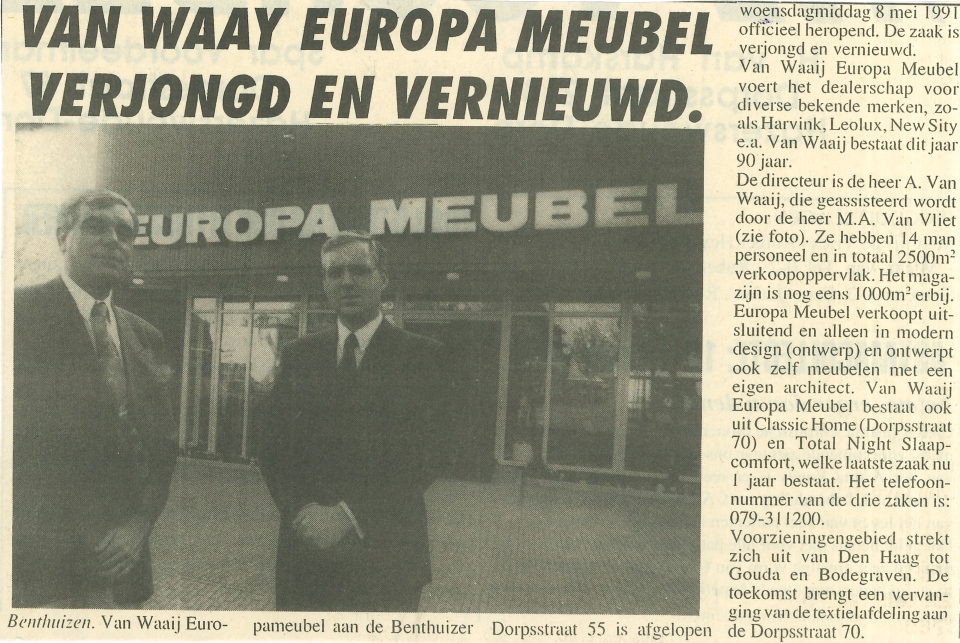 VAN WAAY EUROPA MEUBEL
VERJONGD EN VERNIEUWD.
EUROPA MEUBEL
Benthuizen. Van Waaij Euro-
pameubel aan de Benthuizer
Dorpsstraat 55 is afgelopen
woensdagmiddag 8 mei 1991
officieel heropend. De zaak is
verjongd en vernieuwd.
Van Waaij Europa Meubel
voert het dealerschap voor
diverse bekende merken, zo-
als Harvink, Leolux, New Sity
e.a. Van Waaij bestaat dit jaar
90 jaar.
De directeur is de heer A. Van
Waaij, die geassisteerd wordt
door de heer M.A. Van Vliet
(zie foto). Ze hebben 14 man
personeel en in totaal 2500m²
verkoopoppervlak. Het maga-
zijn is nog eens 1000m² erbij.
Europa Meubel verkoopt uit-
sluitend en alleen in modern
design (ontwerp) en ontwerpt
ook zelf meubelen met een
eigen architect. Van Waaij
Europa Meubel bestaat ook
uit Classic Home (Dorpsstraat
70) en Total Night Slaap-
comfort, welke laatste zaak nu
1 jaar bestaat. Het telefoon-
nummer van de drie zaken is:
079-311200.
Voorzieningengebied strekt
zich uit van Den Haag tot
Gouda en Bodegraven. De
toekomst brengt een vervan-
ging van de textielafdeling aan
de Dorpsstraat 70.